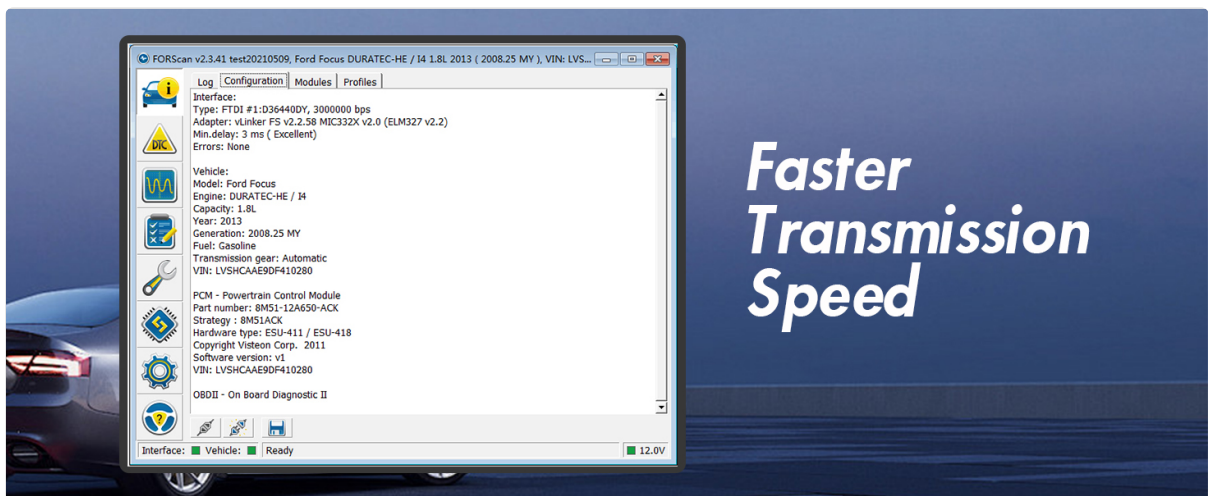 FORScan v2.3.41 test20210509, Ford Focus DURATEC-HE / I4 1.8L 2013 ( 2008.25 MY ), VIN: LVS...
Log Configuration Modules Profiles
i
Interface:
Type: FTDI #1:D36440DY, 3000000 bps
Adapter: vLinker FS v2.2.58 MIC332X v2.0 (ELM327 v2.2)
Min.delay: 3 ms ( Excellent)
Errors: None
DTC
Vehicle:
Model: Ford Focus
Engine: DURATEC-HE / I4
Capacity: 1.8L
Year: 2013
Generation: 2008.25 MY
Fuel: Gasoline
Transmission gear: Automatic
VIN: LVSHCAAE9DF410280
PCM - Powertrain Control Module
Part number: 8M51-12A650-ACK
Strategy : 8M51ACK
Hardware type: ESU-411 / ESU-418
Copyright Visteon Corp.  2011
Software version: v1
VIN: LVSHCAAE9DF410280
OBDII - On Board Diagnostic II
?
Interface: Vehicle: Ready 12.0V
Faster
Transmission
Speed